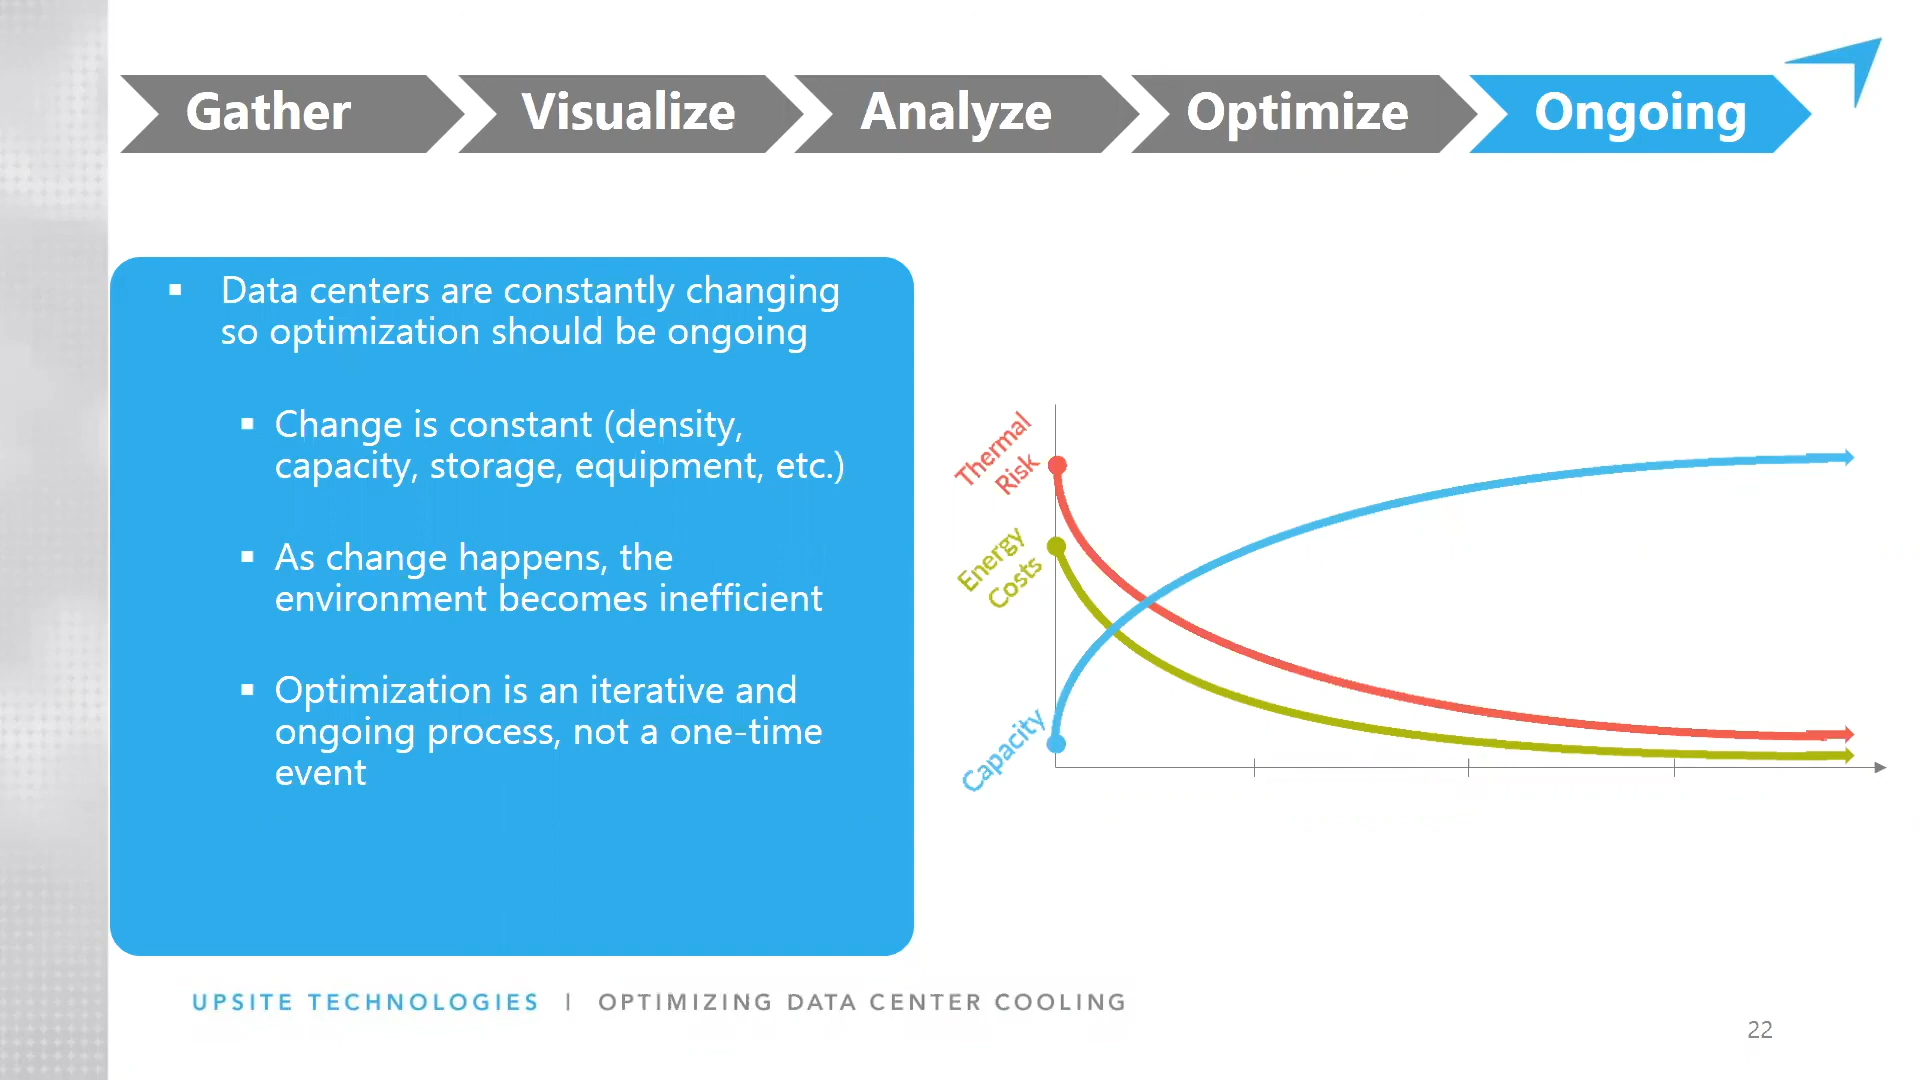 Gather
Visualize
Analyze
Optimize
Ongoing
▪ Data centers are constantly changing
so optimization should be ongoing
▪ Change is constant (density,
capacity, storage, equipment, etc.)
▪ As change happens, the
environment becomes inefficient
▪ Optimization is an iterative and
ongoing process, not a one-time
event
Thermal
Risk
Energy
Costs
Capacity
UPSITE TECHNOLOGIES | OPTIMIZING DATA CENTER COOLING
22